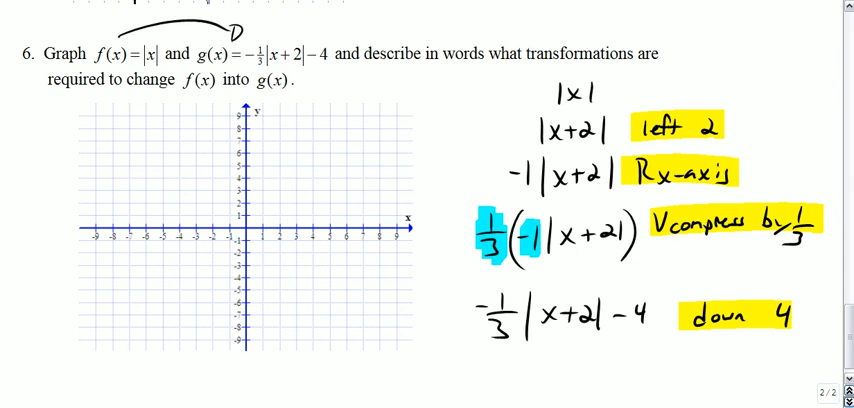 6. Graph f(x)=|x| and g(x)=-⅓|x+2|-4 and describe in words what transformations are
required to change f(x) into g(x).
y
9
8
7
6
5
4
3
2
1
x
-9 -8 -7 -6 -5 -4 -3 -2 -1 1 2 3 4 5 6 7 8 9
-1
-2
-3
-4
-5
-6
-7
-8
-9
|x|
|x+2| left 2
-1|x+2| Rx-axis
1/3(-1|x+2|) Vcompress by 1/3
-1/3|x+2|-4 down 4
2 / 2